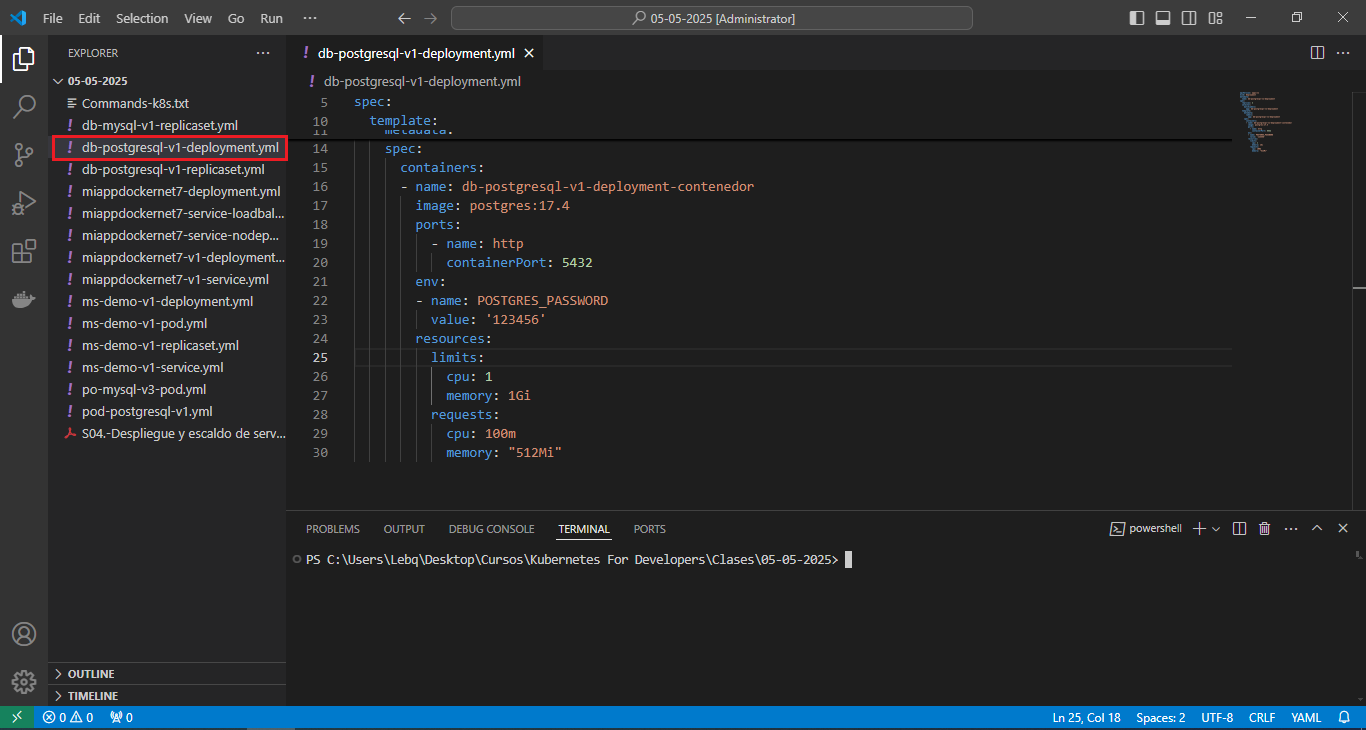 File Edit Selection View Go Run ···
05-05-2025 [Administrator]
EXPLORER
05-05-2025
Commands-k8s.txt
! db-mysql-v1-replicaset.yml
! db-postgresql-v1-deployment.yml
! db-postgresql-v1-replicaset.yml
! miappdockernet7-deployment.yml
! miappdockernet7-service-loadbal...
! miappdockernet7-service-nodep...
! miappdockernet7-v1-deployment...
! miappdockernet7-v1-service.yml
! ms-demo-v1-deployment.yml
! ms-demo-v1-pod.yml
! ms-demo-v1-replicaset.yml
! ms-demo-v1-service.yml
! po-mysql-v3-pod.yml
! pod-postgresql-v1.yml
S04.-Despliegue y escaldo de serv...
OUTLINE
TIMELINE
! db-postgresql-v1-deployment.yml
! db-postgresql-v1-deployment.yml
5 spec:
10 template:
11 metadata:
14 spec:
15 containers:
16 - name: db-postgresql-v1-deployment-contenedor
17 image: postgres:17.4
18 ports:
19 - name: http
20 containerPort: 5432
21 env:
22 - name: POSTGRES_PASSWORD
23 value: '123456'
24 resources:
25 limits:
26 cpu: 1
27 memory: 1Gi
28 requests:
29 cpu: 100m
30 memory: "512Mi"
PROBLEMS OUTPUT DEBUG CONSOLE TERMINAL PORTS
powershell
PS C:\Users\Lebq\Desktop\Cursos\Kubernetes For Developers\Clases\05-05-2025>
0 0 0
Ln 25, Col 18 Spaces: 2 UTF-8 CRLF YAML